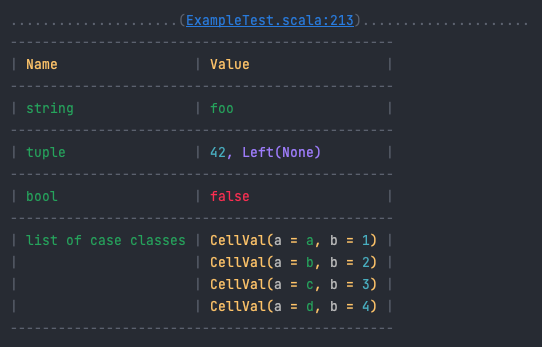 .....................(ExampleTest.scala:213).....................
------------------------------------------------
| Name                 | Value                 |
------------------------------------------------
| string               | foo                   |
------------------------------------------------
| tuple                | 42, Left(None)        |
------------------------------------------------
| bool                 | false                 |
------------------------------------------------
| list of case classes | CellVal(a = a, b = 1) |
|                      | CellVal(a = b, b = 2) |
|                      | CellVal(a = c, b = 3) |
|                      | CellVal(a = d, b = 4) |
------------------------------------------------